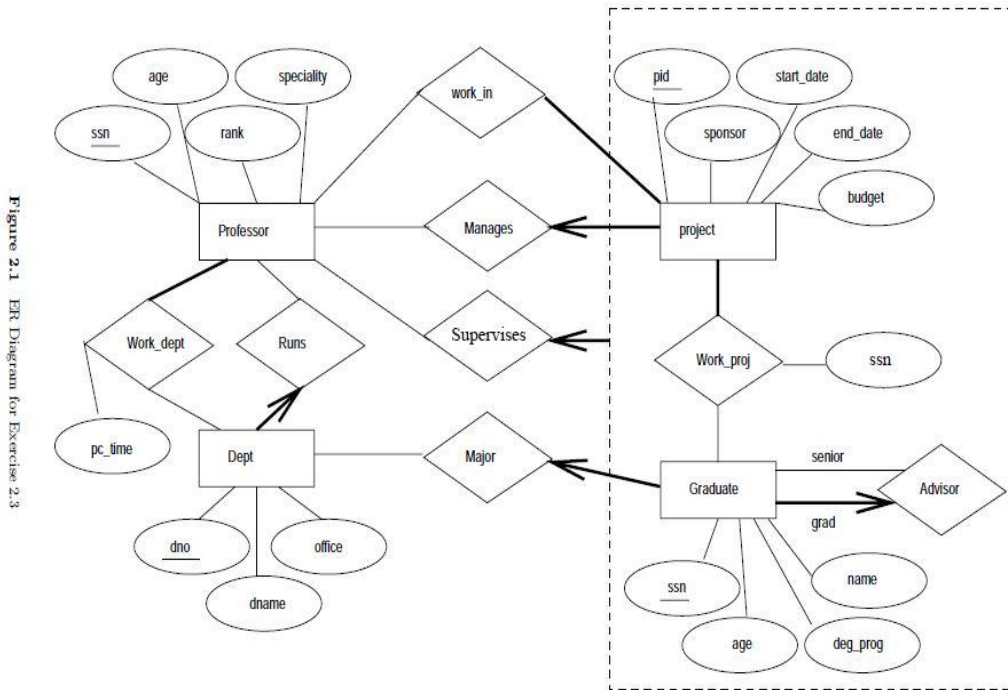 age
speciality
ssn
rank
work_in
pid
start_date
sponsor
end_date
budget
Professor
Manages
project
Work_dept
Runs
Supervises
Work_proj
ssn
pc_time
Dept
Major
Graduate
senior
Advisor
grad
dno
office
dname
ssn
name
age
deg_prog
Figure 2.1 ER Diagram for Exercise 2.3